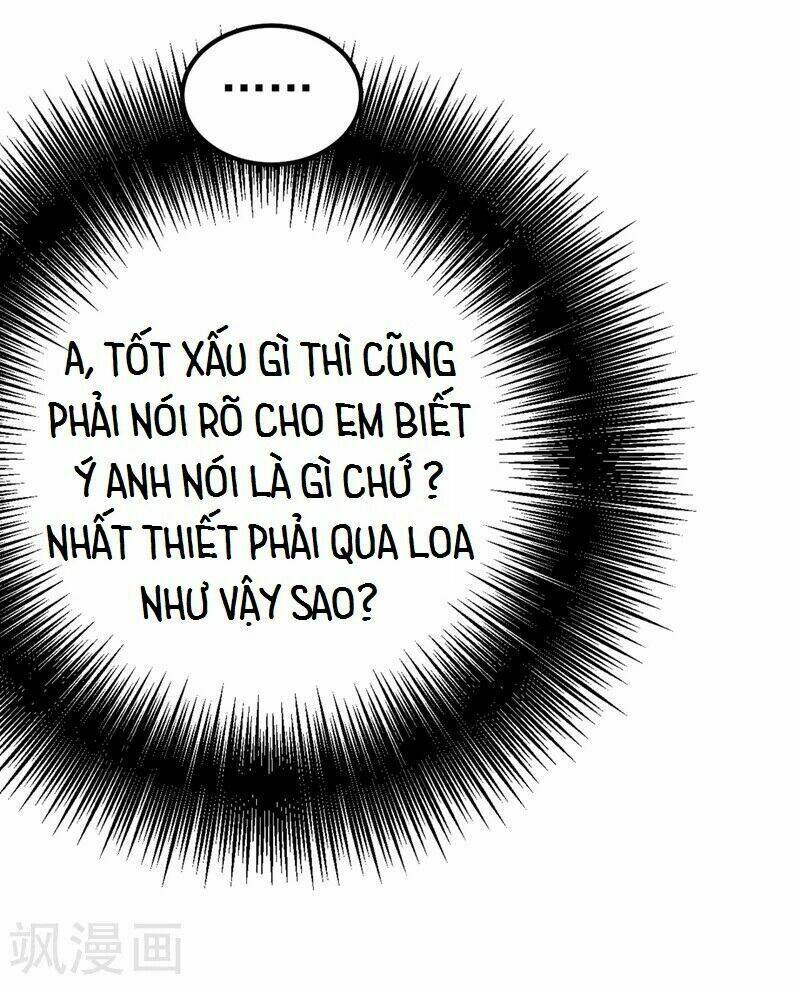 ......
A, TỐT XẤU GÌ THÌ CŨNG
PHẢI NÓI RÕ CHO EM BIẾT
Ý ANH NÓI LÀ GÌ CHỨ ?
NHẤT THIẾT PHẢI QUA LOA
NHƯ VẬY SAO?
飒漫画